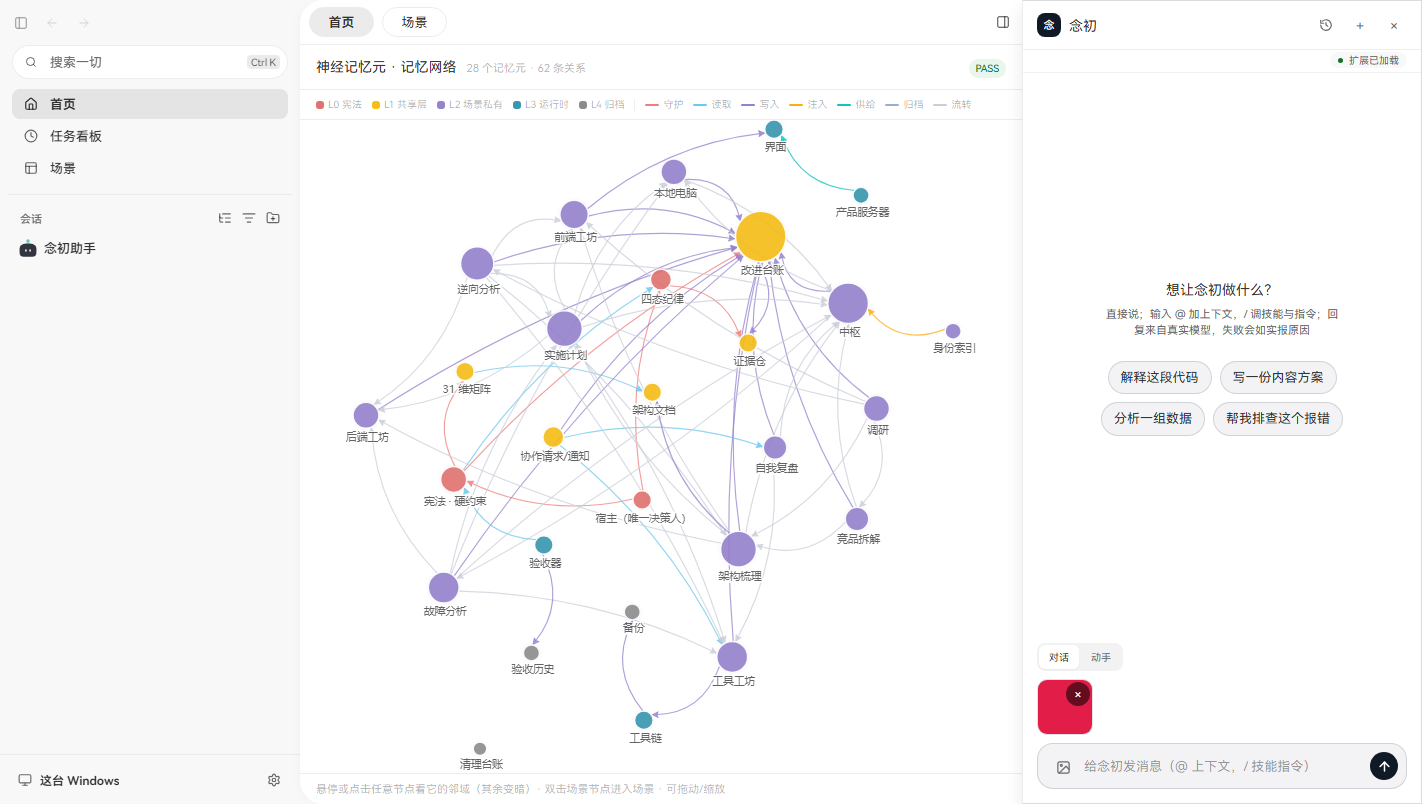 搜索一切
Ctrl K
首页
任务看板
场景
会话
念初助手
这台 Windows
首页
场景
神经记忆元 · 记忆网络
28 个记忆元 · 62 条关系
PASS
L0 宪法
L1 共享层
L2 场景私有
L3 运行时
L4 归档
守护
读取
写入
注入
供给
归档
流转
界面
本地电脑
产品服务器
前端工坊
改进台账
逆向分析
四态纪律
中枢
实施计划
证据仓
身份索引
31 维矩阵
架构文档
后端工坊
调研
协作请求/通知
自我复盘
宪法 · 硬约束
宿主（唯一决策人）
竞品拆解
验收器
架构梳理
故障分析
备份
验收历史
工具工坊
工具链
清理台账
悬停或点击任意节点看它的邻域（其余变暗）· 双击场景节点进入场景 · 可拖动/缩放
念
念初
扩展已加载
想让念初做什么？
直接说；输入 @ 加上下文，/ 调技能与指令；回
复来自真实模型，失败会如实报原因
解释这段代码
写一份内容方案
分析一组数据
帮我排查这个报错
对话
动手
给念初发消息（@ 上下文，/ 技能指令）